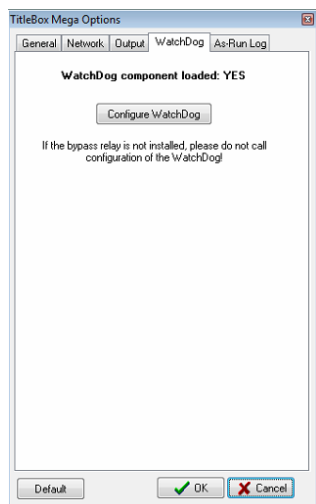 TitleBox Mega Options
General Network Output WatchDog As-Run Log
WatchDog component loaded: YES
Configure WatchDog
If the bypass relay is not installed, please do not call
configuration of the WatchDog!
Default OK Cancel